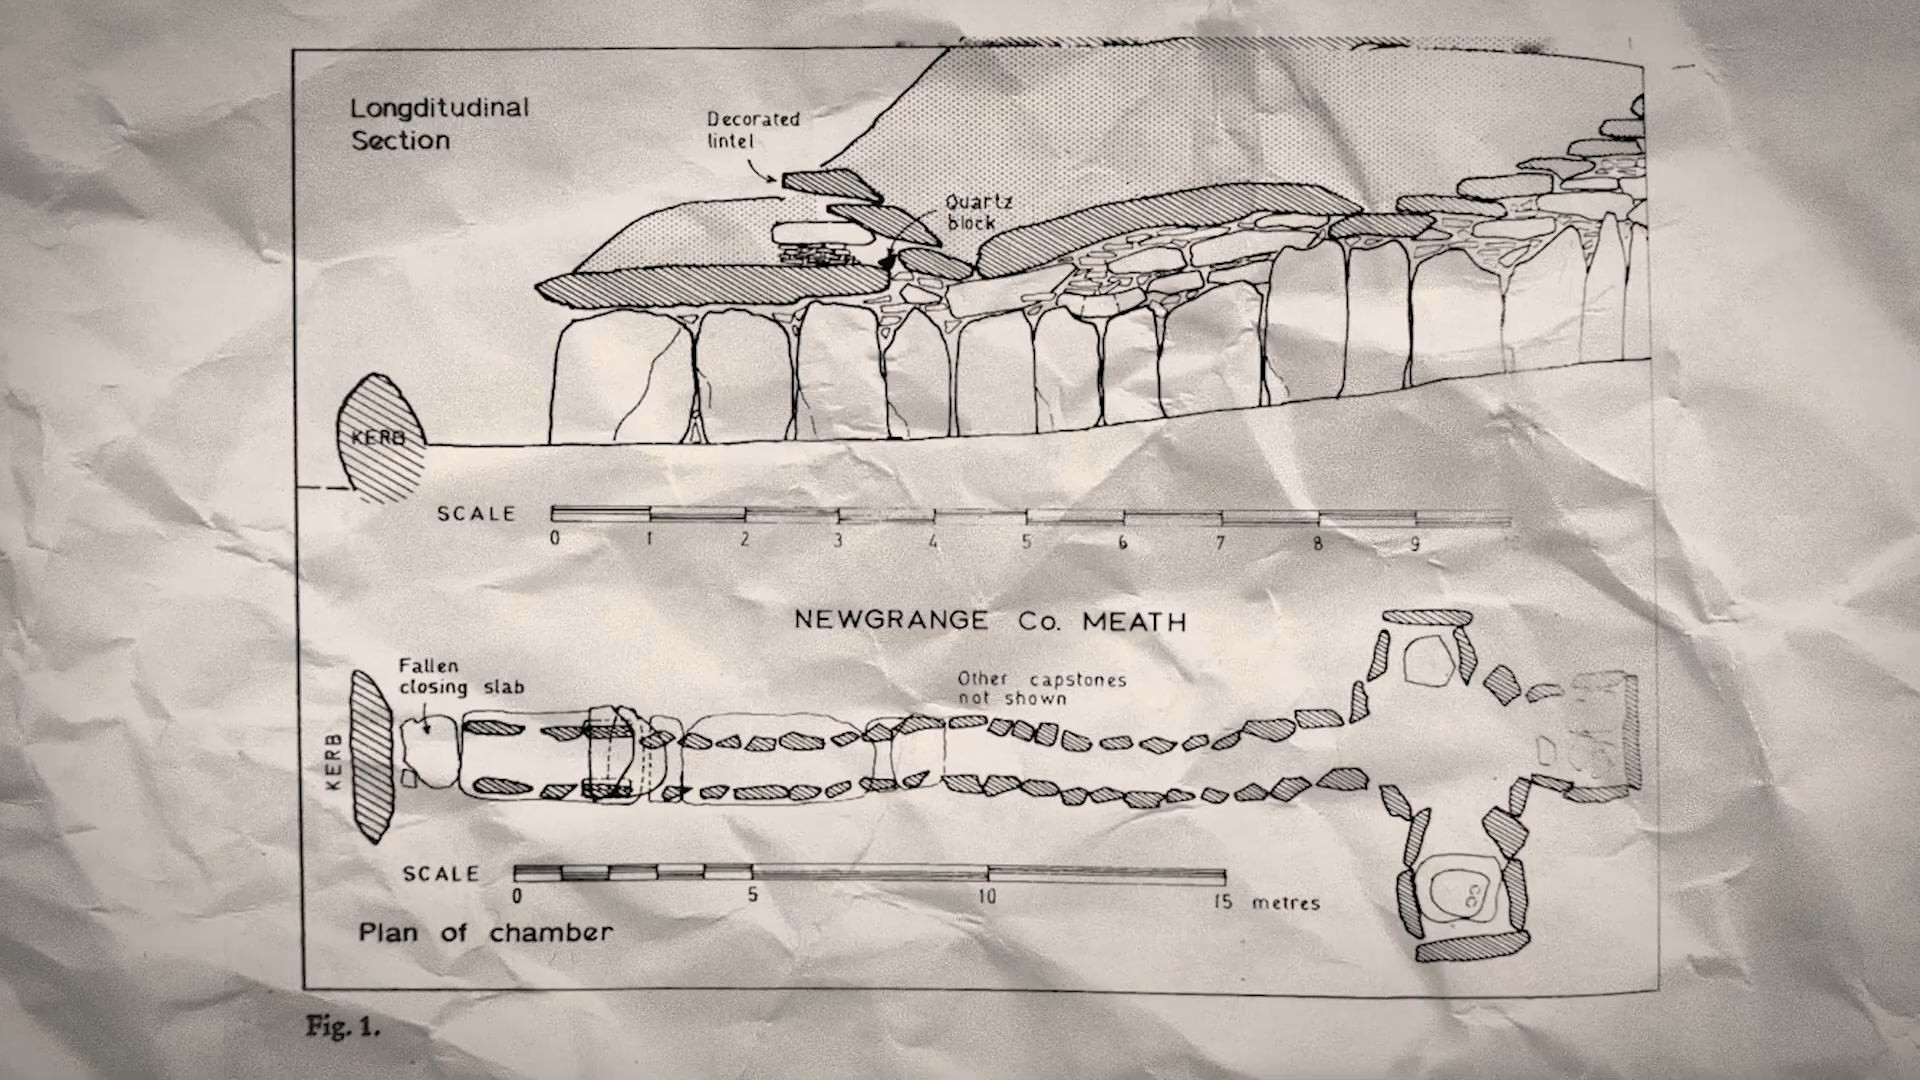 Longditudinal
Section
Decorated
lintel
Quartz
block
KERB
SCALE
0 1 2 3 4 5 6 7 8 9
NEWGRANGE Co. MEATH
Fallen
closing slab
Other capstones
not shown
KERB
SCALE
0 5 10 15 metres
Plan of chamber
Fig. 1.